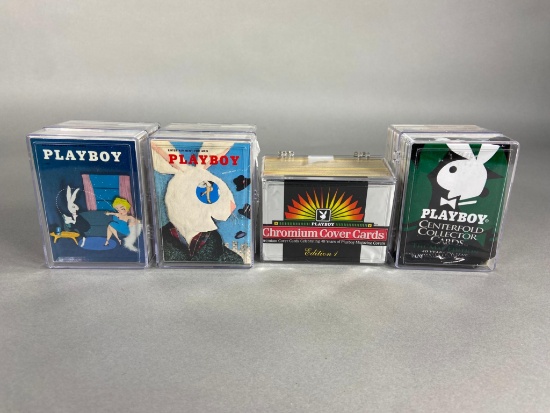 PLAYBOY
PLAYBOY
PLAYBOY
Chromium Cover Cards
Edition 1
PLAYBOY
CENTERFOLD
COLLECTOR
CARDS